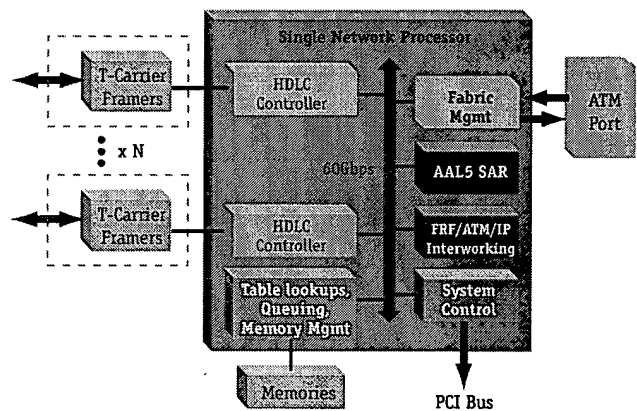 Single Network Processor
T-Carrier
Framers
HDLC
Controller
Fabric
Mgmt
ATM
Port
x N
60Gbps
AAL5 SAR
T-Carrier
Framers
HDLC
Controller
FRF/ATM/IP
Interworking
Table lookups,
Queuing,
Memory Mgmt
System
Control
Memories
PCI Bus